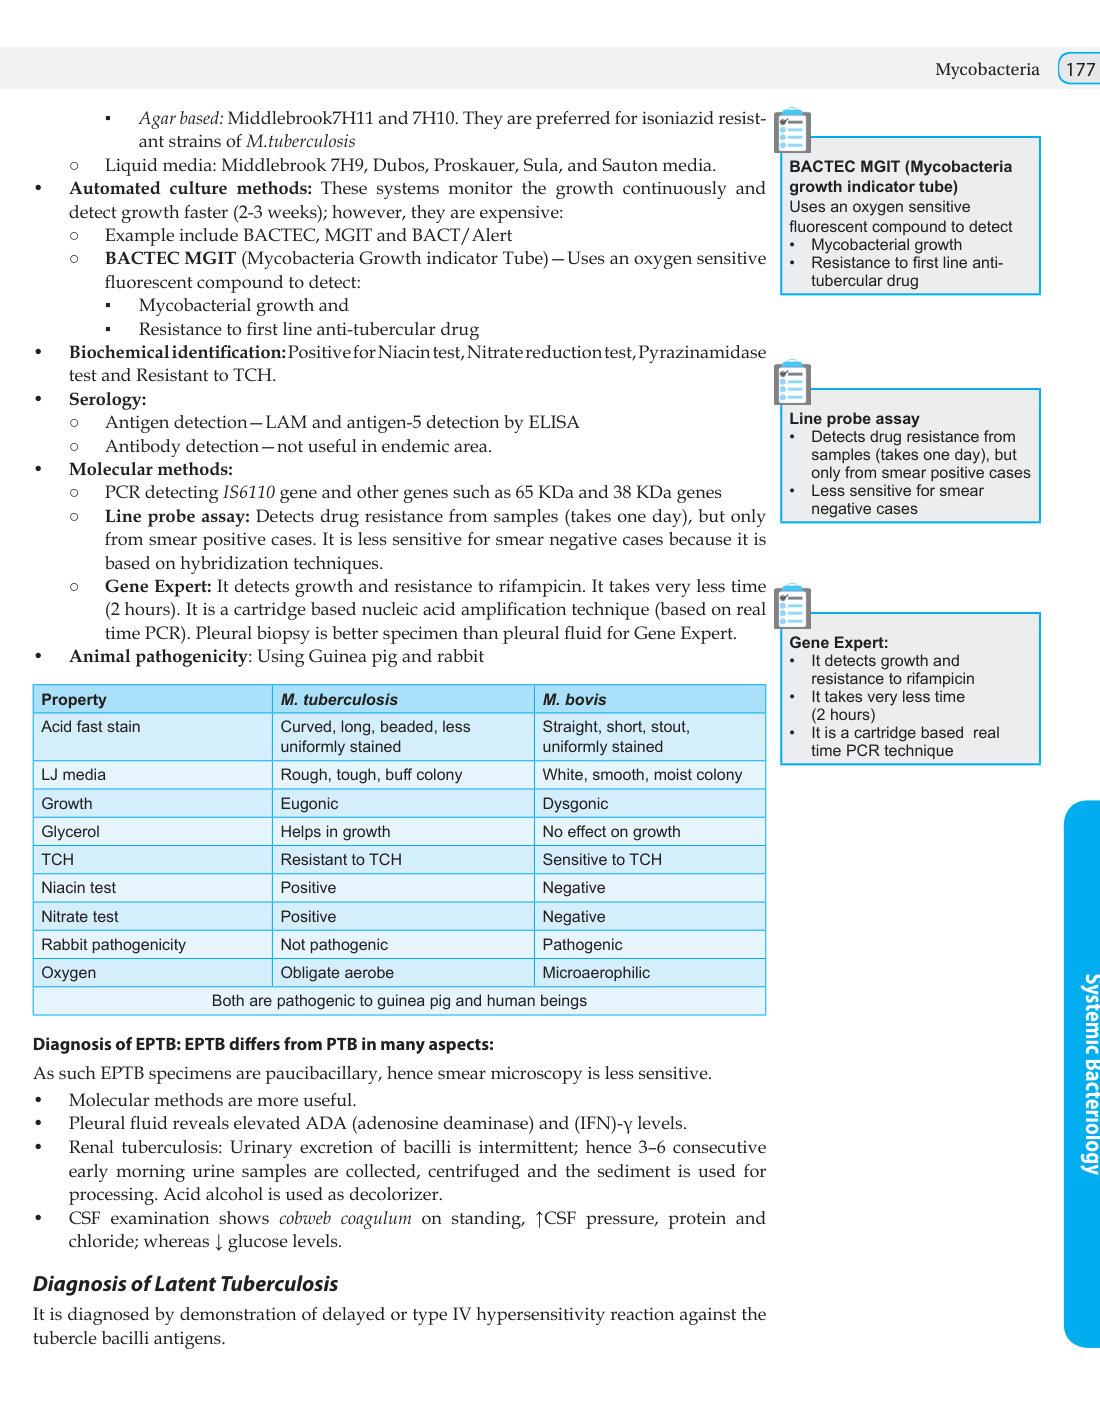 Mycobacteria 177
▪ Agar based: Middlebrook7H11 and 7H10. They are preferred for isoniazid resist-
ant strains of M.tuberculosis
○ Liquid media: Middlebrook 7H9, Dubos, Proskauer, Sula, and Sauton media.
• Automated culture methods: These systems monitor the growth continuously and
detect growth faster (2-3 weeks); however, they are expensive:
○ Example include BACTEC, MGIT and BACT/Alert
○ BACTEC MGIT (Mycobacteria Growth indicator Tube)—Uses an oxygen sensitive
fluorescent compound to detect:
▪ Mycobacterial growth and
▪ Resistance to first line anti-tubercular drug
• Biochemical identification: Positive for Niacin test, Nitrate reduction test, Pyrazinamidase
test and Resistant to TCH.
• Serology:
○ Antigen detection—LAM and antigen-5 detection by ELISA
○ Antibody detection—not useful in endemic area.
• Molecular methods:
○ PCR detecting IS6110 gene and other genes such as 65 KDa and 38 KDa genes
○ Line probe assay: Detects drug resistance from samples (takes one day), but only
from smear positive cases. It is less sensitive for smear negative cases because it is
based on hybridization techniques.
○ Gene Expert: It detects growth and resistance to rifampicin. It takes very less time
(2 hours). It is a cartridge based nucleic acid amplification technique (based on real
time PCR). Pleural biopsy is better specimen than pleural fluid for Gene Expert.
• Animal pathogenicity: Using Guinea pig and rabbit
BACTEC MGIT (Mycobacteria
growth indicator tube)
Uses an oxygen sensitive
fluorescent compound to detect
• Mycobacterial growth
• Resistance to first line anti-
tubercular drug
Line probe assay
• Detects drug resistance from
samples (takes one day), but
only from smear positive cases
• Less sensitive for smear
negative cases
Gene Expert:
• It detects growth and
resistance to rifampicin
• It takes very less time
(2 hours)
• It is a cartridge based real
time PCR technique
Property M. tuberculosis M. bovis
Acid fast stain Curved, long, beaded, less Straight, short, stout,
uniformly stained uniformly stained
LJ media Rough, tough, buff colony White, smooth, moist colony
Growth Eugonic Dysgonic
Glycerol Helps in growth No effect on growth
TCH Resistant to TCH Sensitive to TCH
Niacin test Positive Negative
Nitrate test Positive Negative
Rabbit pathogenicity Not pathogenic Pathogenic
Oxygen Obligate aerobe Microaerophilic
Both are pathogenic to guinea pig and human beings
Diagnosis of EPTB: EPTB differs from PTB in many aspects:
As such EPTB specimens are paucibacillary, hence smear microscopy is less sensitive.
• Molecular methods are more useful.
• Pleural fluid reveals elevated ADA (adenosine deaminase) and (IFN)-γ levels.
• Renal tuberculosis: Urinary excretion of bacilli is intermittent; hence 3–6 consecutive
early morning urine samples are collected, centrifuged and the sediment is used for
processing. Acid alcohol is used as decolorizer.
• CSF examination shows cobweb coagulum on standing, ↑CSF pressure, protein and
chloride; whereas ↓ glucose levels.
Diagnosis of Latent Tuberculosis
It is diagnosed by demonstration of delayed or type IV hypersensitivity reaction against the
tubercle bacilli antigens.
Systemic Bacteriology